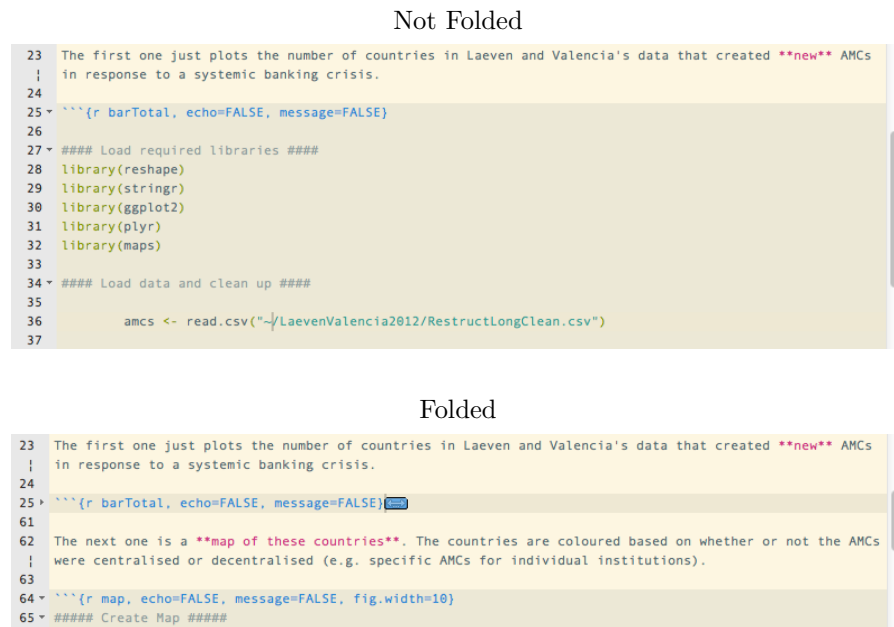 Not Folded
23 The first one just plots the number of countries in Laeven and Valencia's data that created **new** AMCs
in response to a systemic banking crisis.
24
25 ```{r barTotal, echo=FALSE, message=FALSE}
26
27 #### Load required libraries ####
28 library(reshape)
29 library(stringr)
30 library(ggplot2)
31 library(plyr)
32 library(maps)
33
34 #### Load data and clean up ####
35
36 amcs <- read.csv("~/LaevenValencia2012/RestructLongClean.csv")
37
Folded
23 The first one just plots the number of countries in Laeven and Valencia's data that created **new** AMCs
in response to a systemic banking crisis.
24
25 ```{r barTotal, echo=FALSE, message=FALSE}
61
62 The next one is a **map of these countries**. The countries are coloured based on whether or not the AMCs
were centralised or decentralised (e.g. specific AMCs for individual institutions).
63
64 ```{r map, echo=FALSE, message=FALSE, fig.width=10}
65 ##### Create Map #####